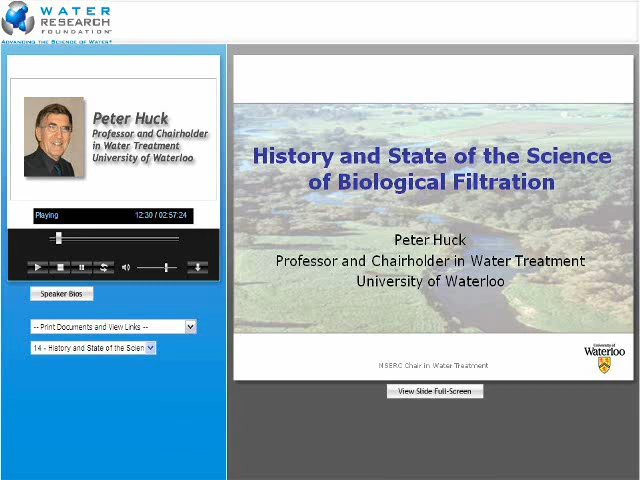 WATER
RESEARCH
FOUNDATION
ADVANCING THE SCIENCE OF WATER
Peter Huck
Professor and Chairholder
in Water Treatment
University of Waterloo
Playing 12:30 / 02:57:24
Speaker Bios
-- Print Documents and View Links --
14 - History and State of the Scien
History and State of the Science
of Biological Filtration
Peter Huck
Professor and Chairholder in Water Treatment
University of Waterloo
NSERC Chair in Water Treatment
University of
Waterloo
View Slide Full-Screen